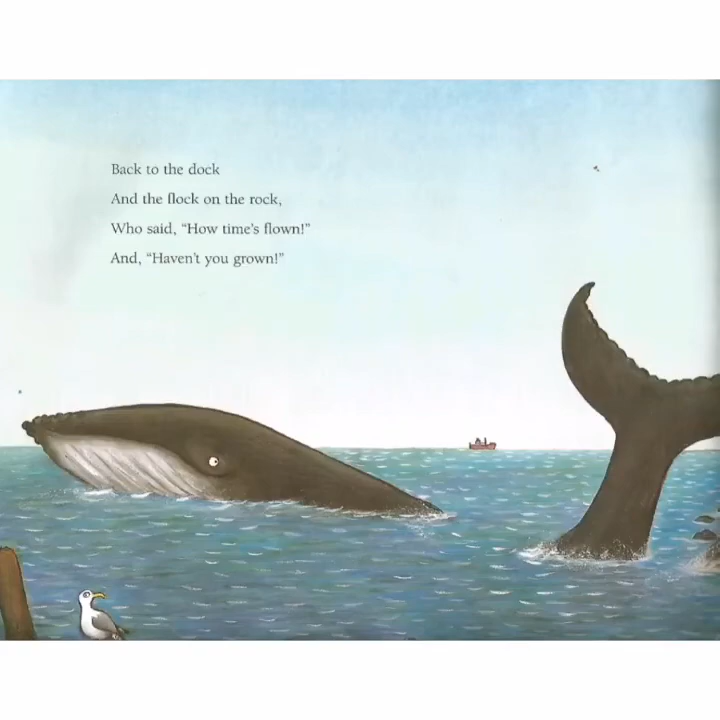 Back to the dock
And the flock on the rock,
Who said, “How time’s flown!”
And, “Haven’t you grown!”